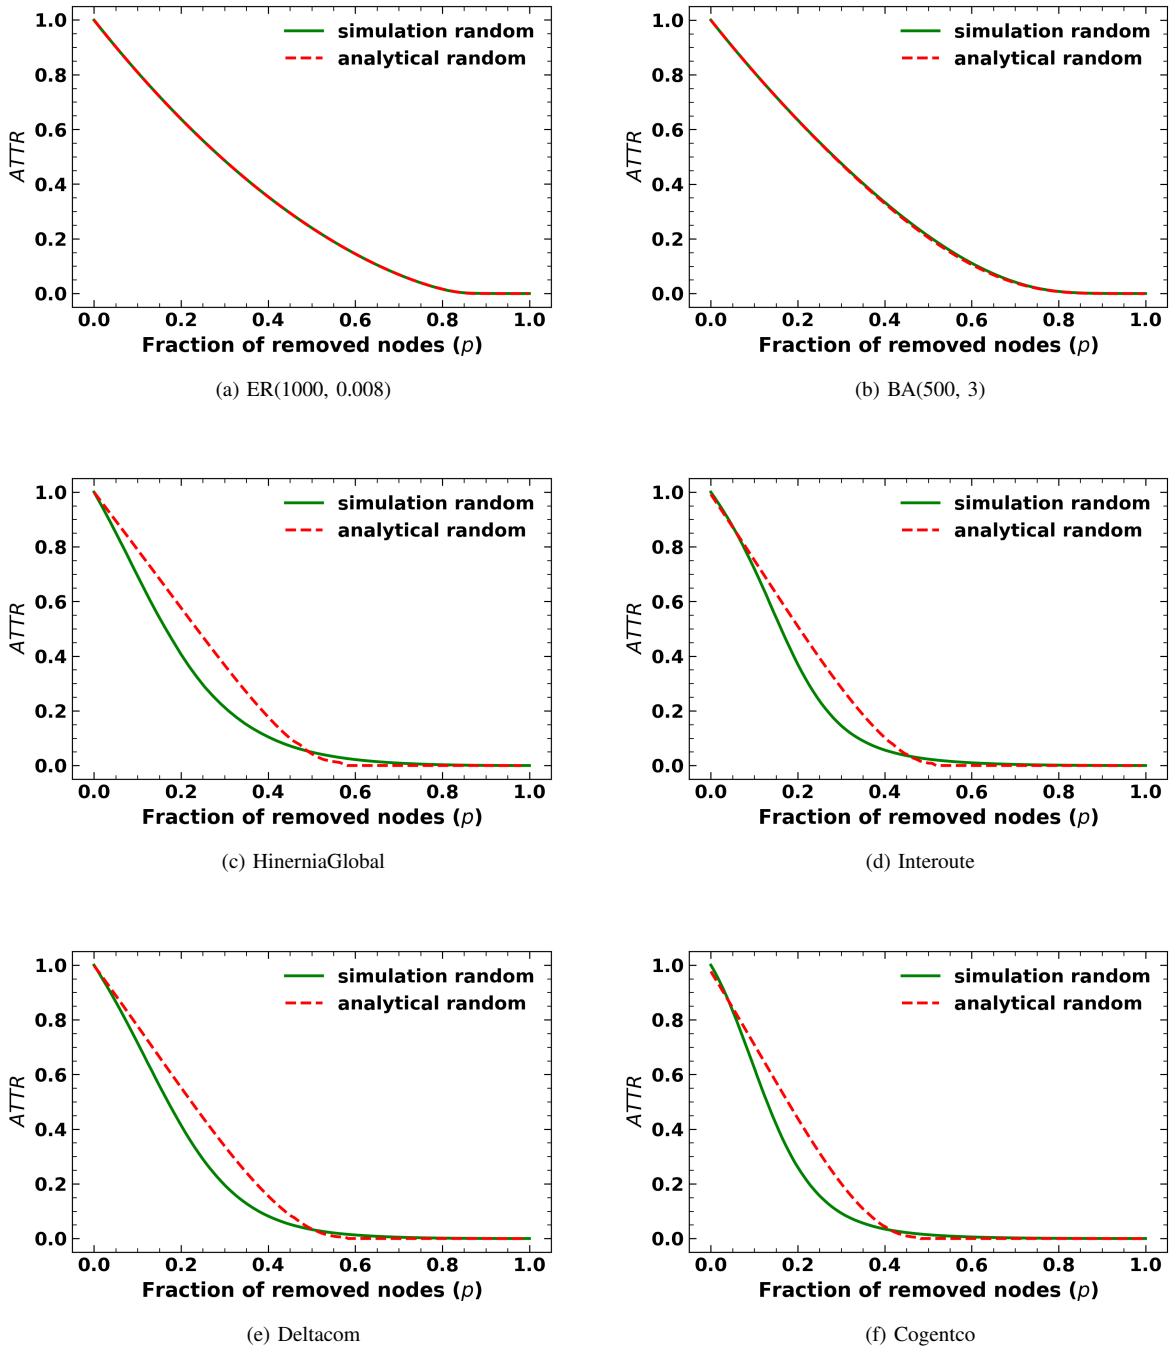 1.0
0.8
0.6
0.4
0.2
0.0
ATTR
simulation random
analytical random
0.0 0.2 0.4 0.6 0.8 1.0
Fraction of removed nodes (p)
(a) ER(1000, 0.008)
1.0
0.8
0.6
0.4
0.2
0.0
ATTR
simulation random
analytical random
0.0 0.2 0.4 0.6 0.8 1.0
Fraction of removed nodes (p)
(b) BA(500, 3)
1.0
0.8
0.6
0.4
0.2
0.0
ATTR
simulation random
analytical random
0.0 0.2 0.4 0.6 0.8 1.0
Fraction of removed nodes (p)
(c) HinerniaGlobal
1.0
0.8
0.6
0.4
0.2
0.0
ATTR
simulation random
analytical random
0.0 0.2 0.4 0.6 0.8 1.0
Fraction of removed nodes (p)
(d) Interoute
1.0
0.8
0.6
0.4
0.2
0.0
ATTR
simulation random
analytical random
0.0 0.2 0.4 0.6 0.8 1.0
Fraction of removed nodes (p)
(e) Deltacom
1.0
0.8
0.6
0.4
0.2
0.0
ATTR
simulation random
analytical random
0.0 0.2 0.4 0.6 0.8 1.0
Fraction of removed nodes (p)
(f) Cogentco